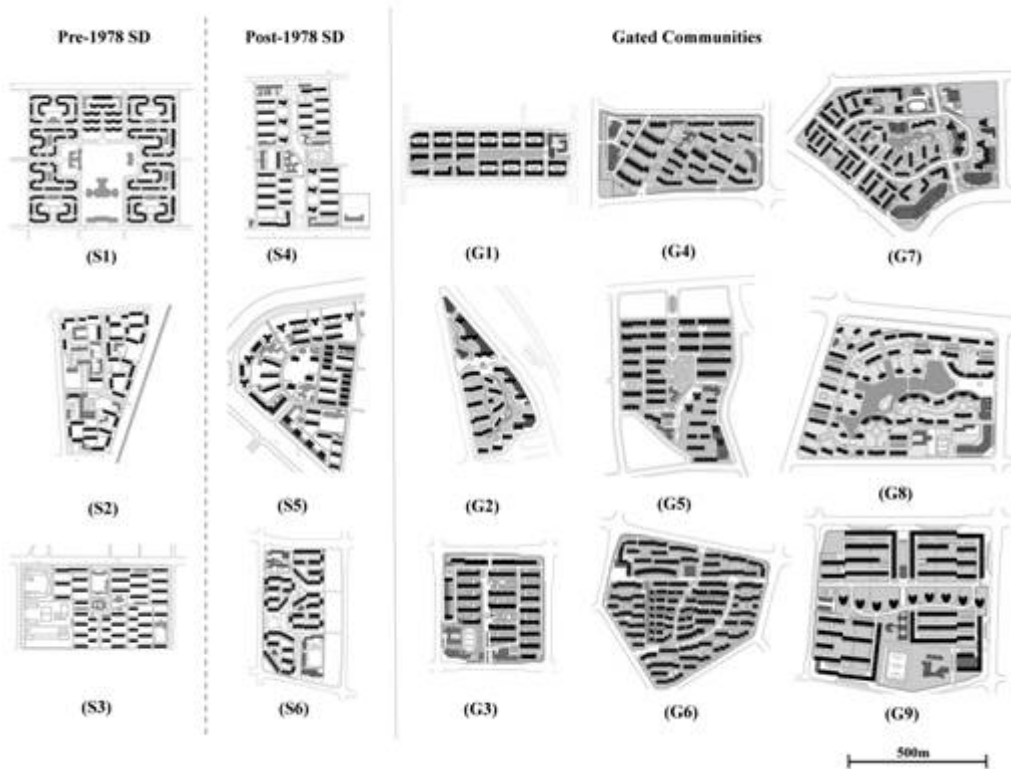 Pre-1978 SD
Post-1978 SD
Gated Communities
(S1)
(S4)
(G1)
(G4)
(G7)
(S2)
(S5)
(G2)
(G5)
(G8)
(S3)
(S6)
(G3)
(G6)
(G9)
500m